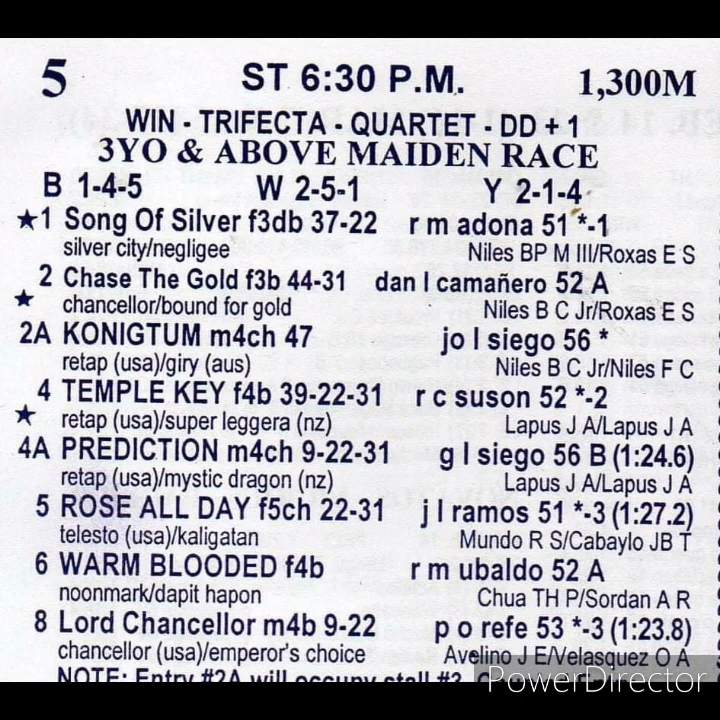 5 ST 6:30 P.M. 1,300M
WIN - TRIFECTA - QUARTET - DD + 1
3YO & ABOVE MAIDEN RACE
B 1-4-5 W 2-5-1 Y 2-1-4
★1 Song Of Silver f3db 37-22 r m adona 51 *-1
silver city/negligee Niles BP M III/Roxas E S
2 Chase The Gold f3b 44-31 dan l camañero 52 A
★ chancellor/bound for gold Niles B C Jr/Roxas E S
2A KONIGTUM m4ch 47 jo l siego 56 *
retap (usa)/giry (aus) Niles B C Jr/Niles F C
4 TEMPLE KEY f4b 39-22-31 r c suson 52 *-2
★ retap (usa)/super leggera (nz) Lapus J A/Lapus J A
4A PREDICTION m4ch 9-22-31 g l siego 56 B (1:24.6)
retap (usa)/mystic dragon (nz) Lapus J A/Lapus J A
5 ROSE ALL DAY f5ch 22-31 j l ramos 51 *-3 (1:27.2)
telesto (usa)/kaligatan Mundo R S/Cabaylo JB T
6 WARM BLOODED f4b r m ubaldo 52 A
noonmark/dapit hapon Chua TH P/Sordan A R
8 Lord Chancellor m4b 9-22 p o refe 53 *-3 (1:23.8)
chancellor (usa)/emperor's choice Avelino J E/Velasquez O A
NOTE: Entry #2A will occupy stall #3,
PowerDirector